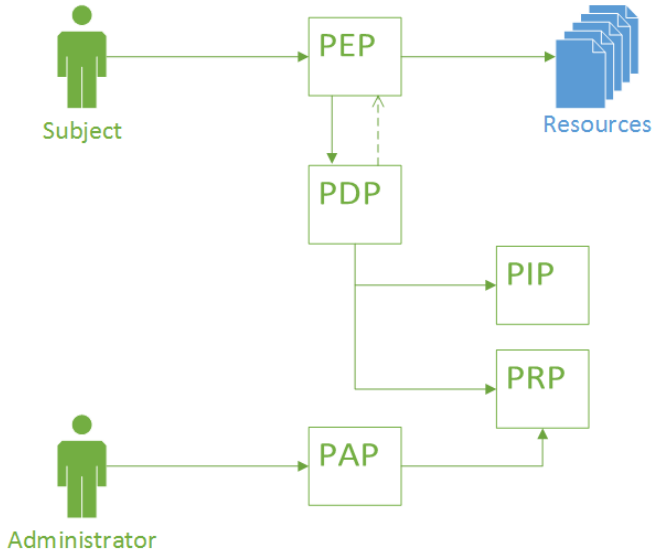 PEP
Subject
Resources
PDP
PIP
PRP
PAP
Administrator